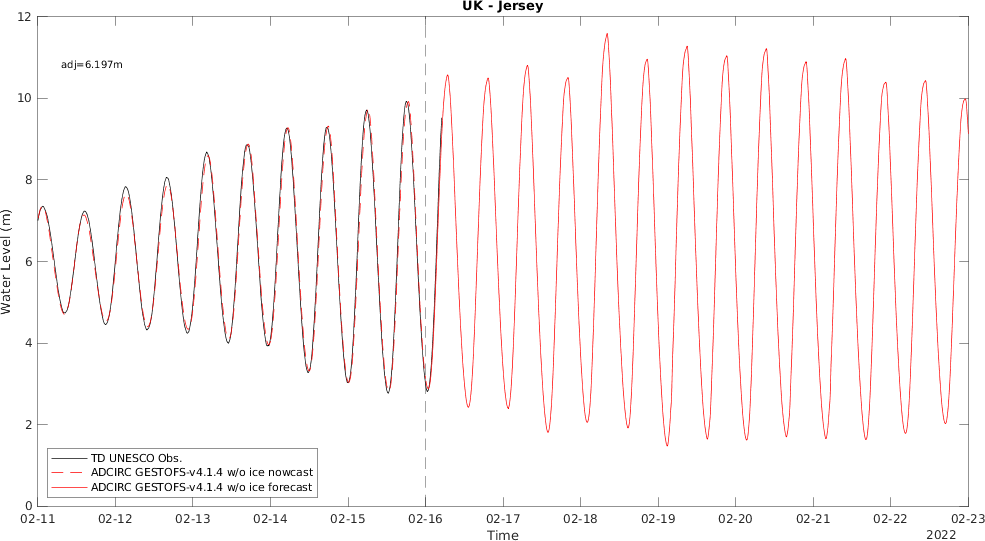 UK - Jersey
12
adj=6.197m
10
8
6
4
2
0
Water Level (m)
TD UNESCO Obs.
ADCIRC GESTOFS-v4.1.4 w/o ice nowcast
ADCIRC GESTOFS-v4.1.4 w/o ice forecast
02-11 02-12 02-13 02-14 02-15 02-16 02-17 02-18 02-19 02-20 02-21 02-22 02-23
Time
2022